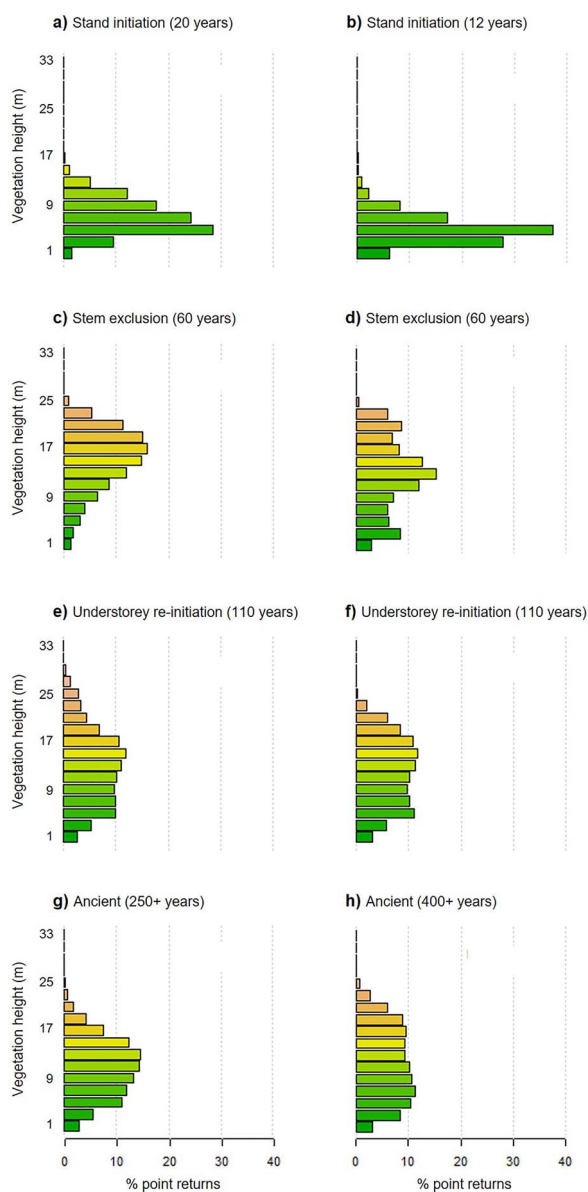 a) Stand initiation (20 years)
b) Stand initiation (12 years)
Vegetation height (m)
33
25
17
9
1
0 10 20 30 40
0 10 20 30 40
c) Stem exclusion (60 years)
d) Stem exclusion (60 years)
Vegetation height (m)
33
25
17
9
1
e) Understorey re-initiation (110 years)
f) Understorey re-initiation (110 years)
Vegetation height (m)
33
25
17
9
1
g) Ancient (250+ years)
h) Ancient (400+ years)
Vegetation height (m)
33
25
17
9
1
% point returns
% point returns